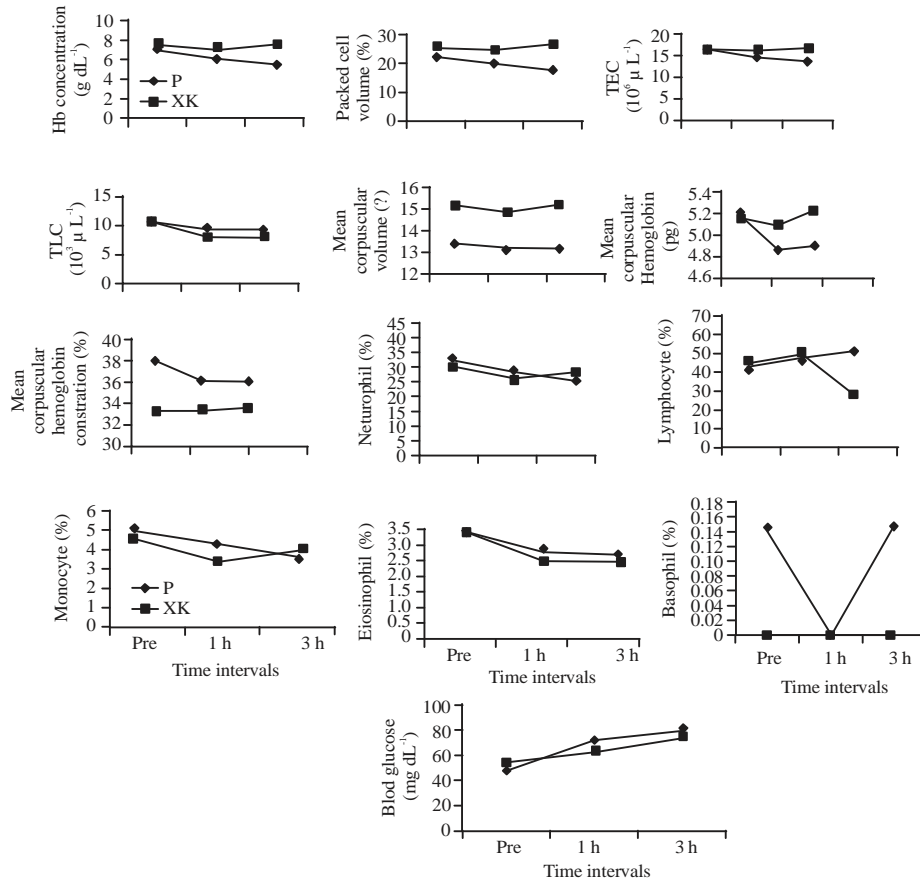 Hb concentration
(g dL⁻¹)
10
8
6
4
2
0
P
XK
Packed cell
volume (%)
30
20
10
0
TEC
(10⁶ µ L⁻¹)
20
15
10
5
0
TLC
(10³ µ L⁻¹)
15
10
5
0
Mean
corpuscular
volume (?)
16
15
14
13
12
Mean
corpuscular
Hemoglobin
(pg)
5.4
5.2
5.0
4.8
4.6
Mean
corpuscular
hemoglobin
constration (%)
40
38
36
34
33
30
Neturophil (%)
45
40
35
30
25
25
15
10
5
0
Lymphocyte (%)
70
60
50
40
30
20
10
0
Monocyte (%)
6
5
4
3
2
1
0
P
XK
Pre
1 h
3 h
Time intervals
Eiosinophil (%)
3.5
3.0
2.5
2.5
1.5
1.0
0.5
0
Pre
1 h
3 h
Time intervals
Basophil (%)
0.16
0.16
0.14
0.12
0.10
0.08
0.06
0.04
0.02
0
Pre
1 h
3 h
Time intervals
Blod glucose
(mg dL⁻¹)
100
80
60
40
20
0
Pre
1 h
3 h
Time intervals